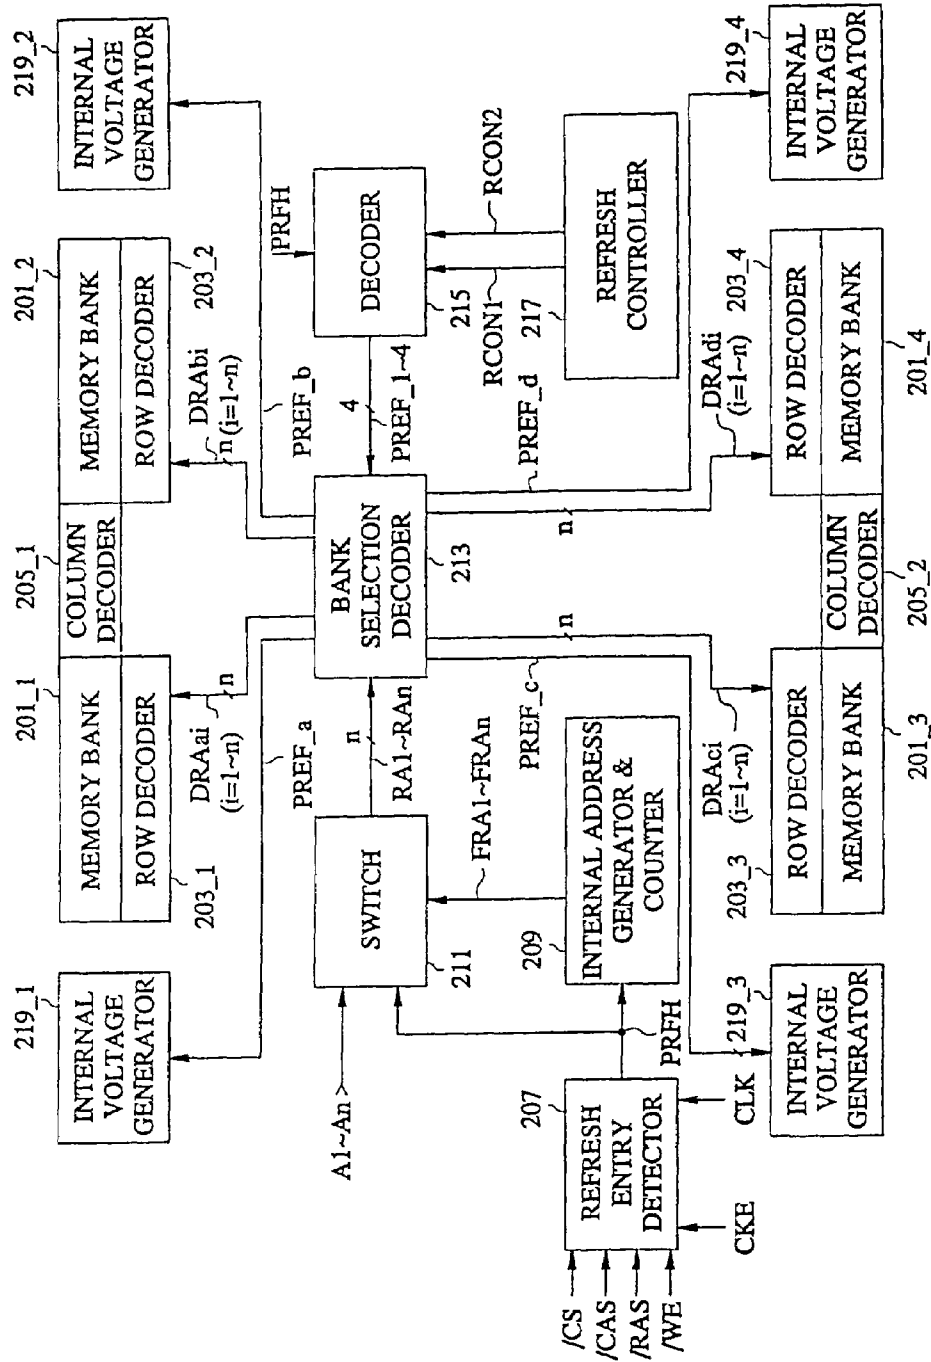 219_1
INTERNAL
VOLTAGE
GENERATOR
201_1
MEMORY BANK
ROW DECODER
203_1
205_1
COLUMN
DECODER
201_2
MEMORY BANK
ROW DECODER
203_2
219_2
INTERNAL
VOLTAGE
GENERATOR
DRAai
(i=1~n)
n
PREF_a
DRAbi
(i=1~n)
n
PREF_b
PRFH
A1~An
SWITCH
211
n
RA1~RAn
BANK
SELECTION
DECODER
213
4
PREF_1~4
DECODER
215
FRA1~FRAn
PREF_c
n
n
PREF_d
RCON1
RCON2
/CS
/CAS
/RAS
/WE
207
REFRESH
ENTRY
DETECTOR
CKE
CLK
PRFH
209
INTERNAL ADDRESS
GENERATOR &
COUNTER
217
REFRESH
CONTROLLER
DRAci
(i=1~n)
DRAdi
(i=1~n)
219_3
INTERNAL
VOLTAGE
GENERATOR
203_3
ROW DECODER
MEMORY BANK
201_3
COLUMN
DECODER
205_2
203_4
ROW DECODER
MEMORY BANK
201_4
219_4
INTERNAL
VOLTAGE
GENERATOR